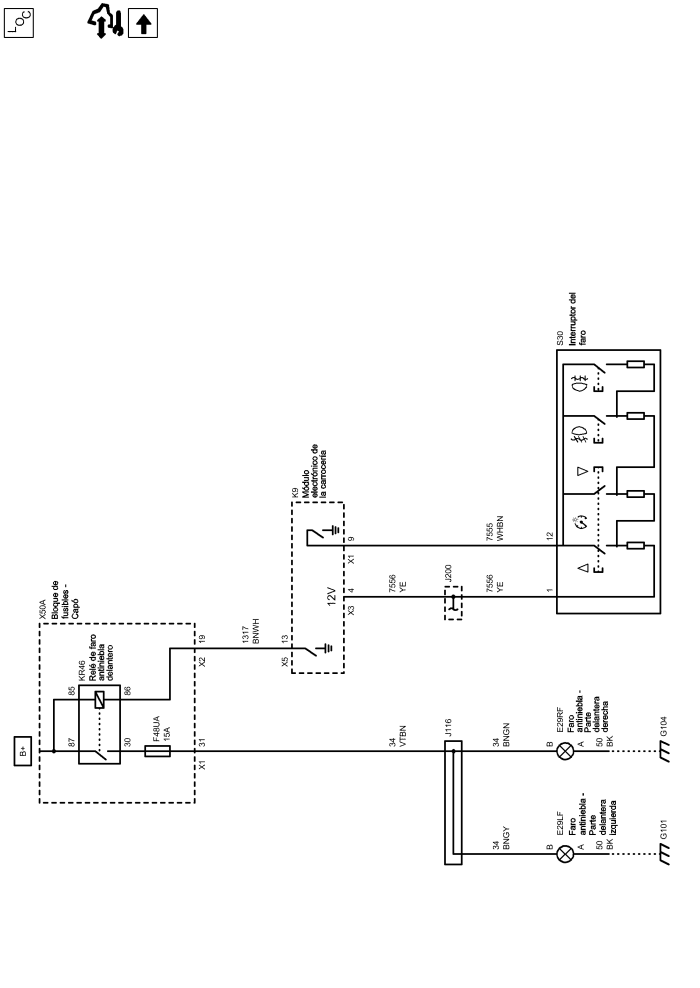 LOC
B+
X50A
Bloque de
fusibles -
Capó
KR46
Relé de faro
antiniebla
delantero
85
86
87
30
F48UA
15A
19
X2
31
X1
1317
BNWH
K9
Módulo
electrónico de
la carrocería
13
X5
12V
9
X1
4
X3
7555
WHBN
7556
YE
J200
7556
YE
12
1
S30
Interruptor del
faro
34
VTBN
J116
34
BNGN
34
BNGY
B
E29RF
Faro
antiniebla -
Parte
delantera
derecha
A
50
BK
G104
B
E29LF
Faro
antiniebla -
Parte
delantera
izquierda
A
50
BK
G101